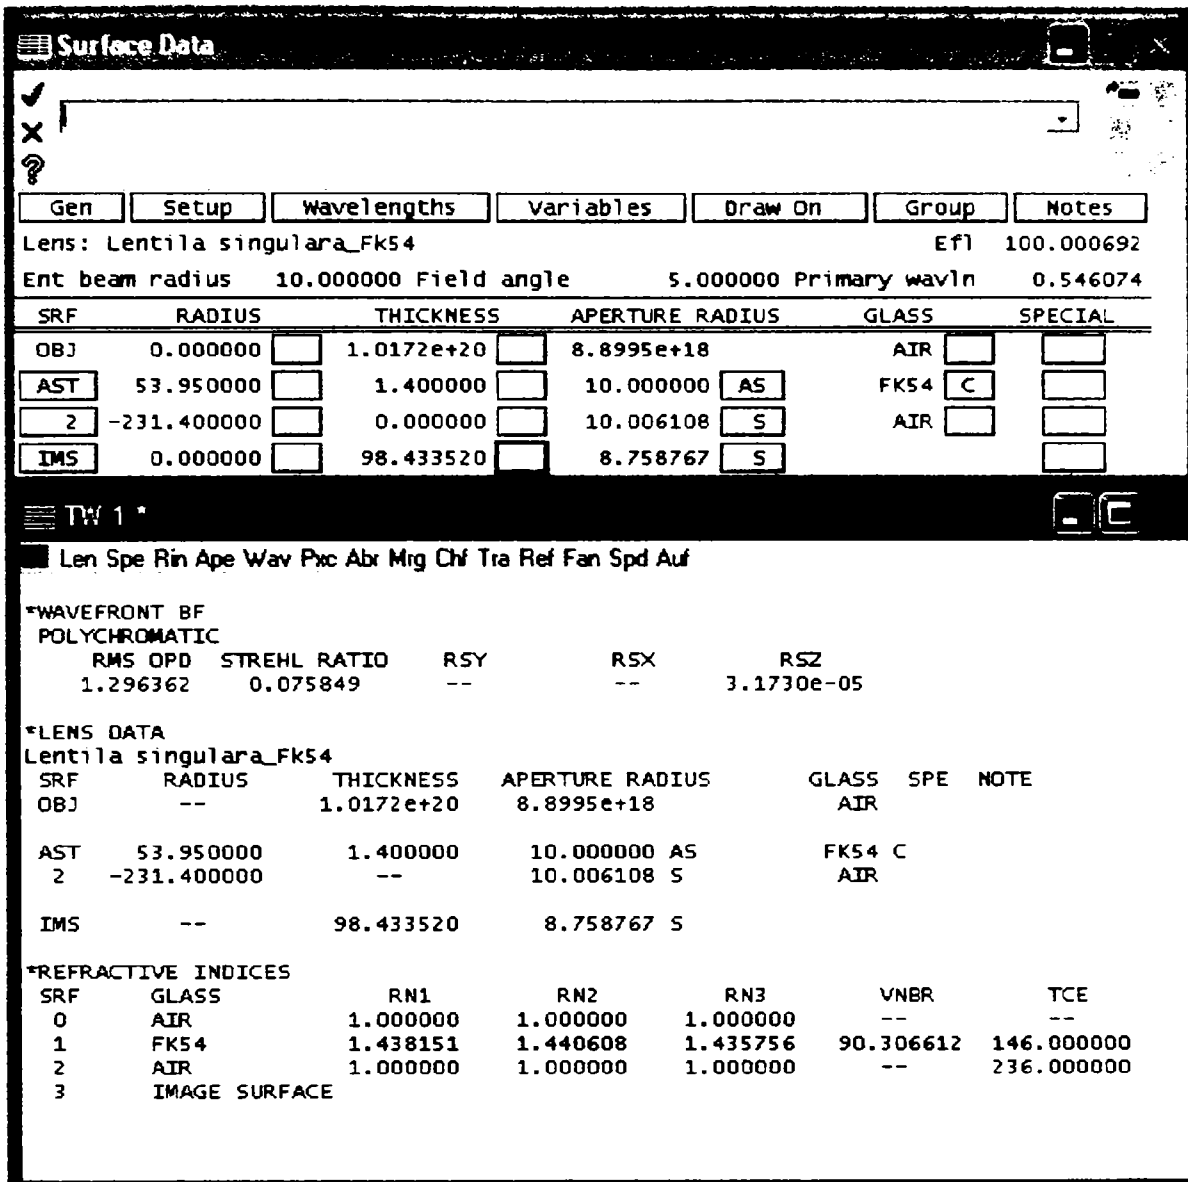 Surface Data
Gen Setup Wavelengths Variables Draw On Group Notes
Lens: Lentila singulara_Fk54 Efl 100.000692
Ent beam radius 10.000000 Field angle 5.000000 Primary wavln 0.546074
SRF RADIUS THICKNESS APERTURE RADIUS GLASS SPECIAL
OBJ 0.000000 1.0172e+20 8.8995e+18 AIR
AST 53.950000 1.400000 10.000000 AS FK54 C
2 -231.400000 0.000000 10.006108 S AIR
IMS 0.000000 98.433520 8.758767 S
TW 1 *
Len Spe Rin Ape Wav Pxc Abr Mrg Chf Tra Ref Fan Spd Auf
*WAVEFRONT BF
POLYCHROMATIC
RMS OPD STREHL RATIO RSY RSX RSZ
1.296362 0.075849 -- -- 3.1730e-05
*LENS DATA
Lentila singulara_Fk54
SRF RADIUS THICKNESS APERTURE RADIUS GLASS SPE NOTE
OBJ -- 1.0172e+20 8.8995e+18 AIR
AST 53.950000 1.400000 10.000000 AS FK54 C
2 -231.400000 -- 10.006108 S AIR
IMS -- 98.433520 8.758767 S
*REFRACTIVE INDICES
SRF GLASS RN1 RN2 RN3 VNBR TCE
0 AIR 1.000000 1.000000 1.000000 -- --
1 FK54 1.438151 1.440608 1.435756 90.306612 146.000000
2 AIR 1.000000 1.000000 1.000000 -- 236.000000
3 IMAGE SURFACE